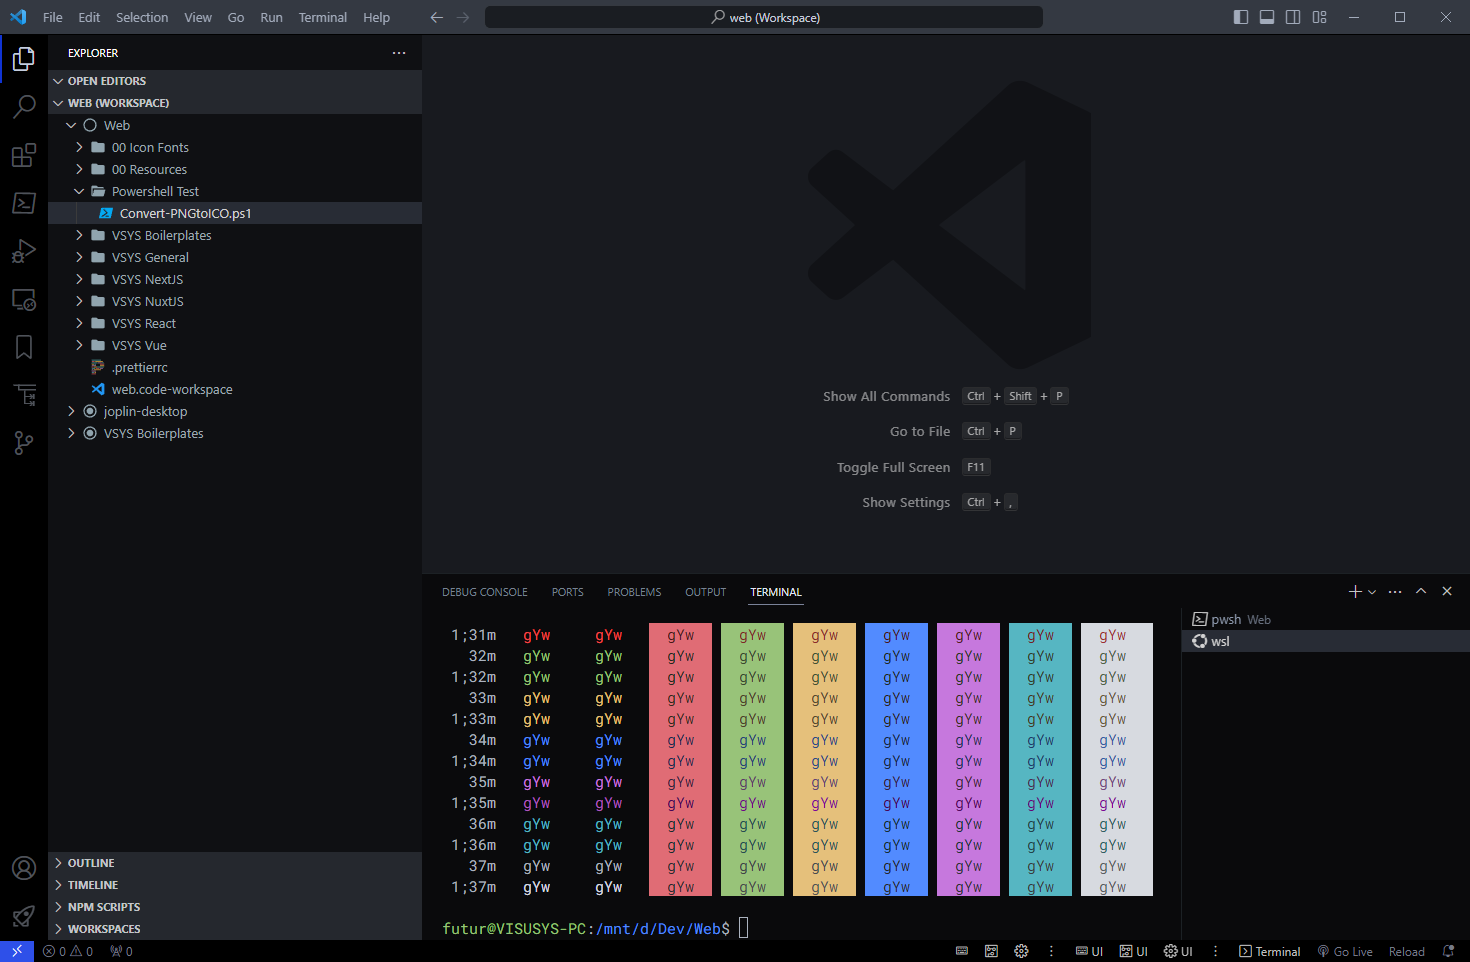 File Edit Selection View Go Run Terminal Help web (Workspace)
EXPLORER
OPEN EDITORS
WEB (WORKSPACE)
Web
00 Icon Fonts
00 Resources
Powershell Test
Convert-PNGtoICO.ps1
VSYS Boilerplates
VSYS General
VSYS NextJS
VSYS NuxtJS
VSYS React
VSYS Vue
.prettierrc
web.code-workspace
joplin-desktop
VSYS Boilerplates
OUTLINE
TIMELINE
NPM SCRIPTS
WORKSPACES
Show All Commands Ctrl + Shift + P
Go to File Ctrl + P
Toggle Full Screen F11
Show Settings Ctrl + ,
DEBUG CONSOLE PORTS PROBLEMS OUTPUT TERMINAL
1;31m gYw gYw gYw gYw gYw gYw gYw gYw gYw
32m gYw gYw gYw gYw gYw gYw gYw gYw gYw
1;32m gYw gYw gYw gYw gYw gYw gYw gYw gYw
33m gYw gYw gYw gYw gYw gYw gYw gYw gYw
1;33m gYw gYw gYw gYw gYw gYw gYw gYw gYw
34m gYw gYw gYw gYw gYw gYw gYw gYw gYw
1;34m gYw gYw gYw gYw gYw gYw gYw gYw gYw
35m gYw gYw gYw gYw gYw gYw gYw gYw gYw
1;35m gYw gYw gYw gYw gYw gYw gYw gYw gYw
36m gYw gYw gYw gYw gYw gYw gYw gYw gYw
1;36m gYw gYw gYw gYw gYw gYw gYw gYw gYw
37m gYw gYw gYw gYw gYw gYw gYw gYw gYw
1;37m gYw gYw gYw gYw gYw gYw gYw gYw gYw
futur@VISUSYS-PC:/mnt/d/Dev/Web$
pwsh Web
wsl
0 0 0 UI UI UI Terminal Go Live Reload